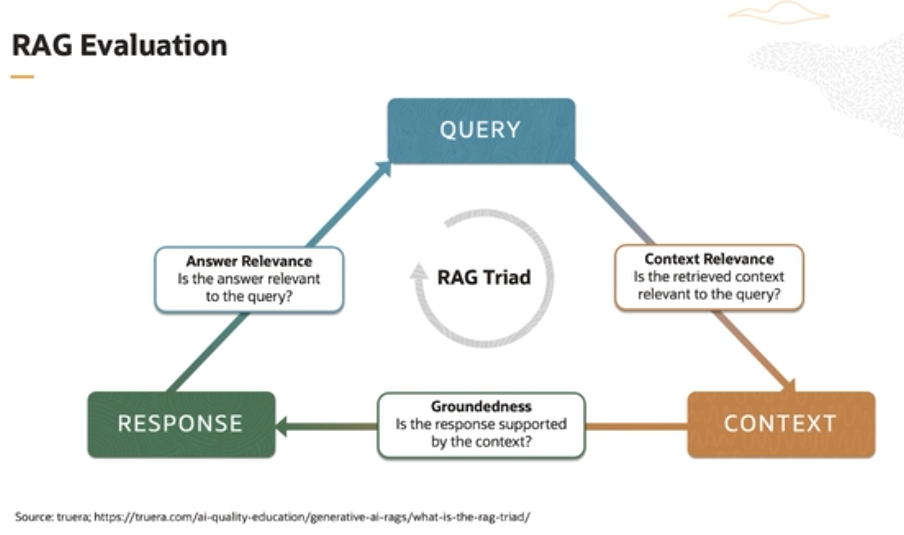 RAG Evaluation
QUERY
Answer Relevance
Is the answer relevant
to the query?
RAG Triad
Context Relevance
Is the retrieved context
relevant to the query?
RESPONSE
Groundedness
Is the response supported
by the context?
CONTEXT
Source: truera; https://truera.com/ai-quality-education/generative-ai-rags/what-is-the-rag-triad/